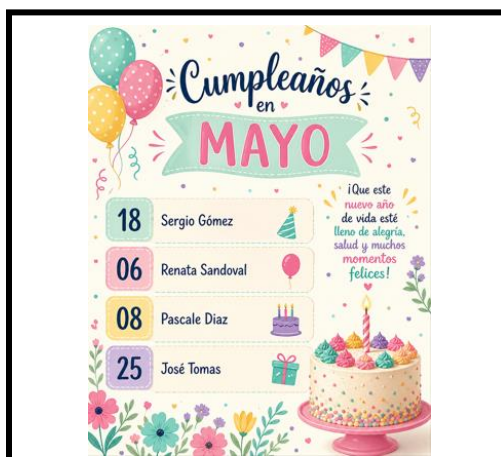 Cumpleaños
en
MAYO
18 Sergio Gómez
06 Renata Sandoval
08 Pascale Diaz
25 José Tomas
¡Que este
nuevo año
de vida esté
lleno de alegría,
salud y muchos
momentos
felices!